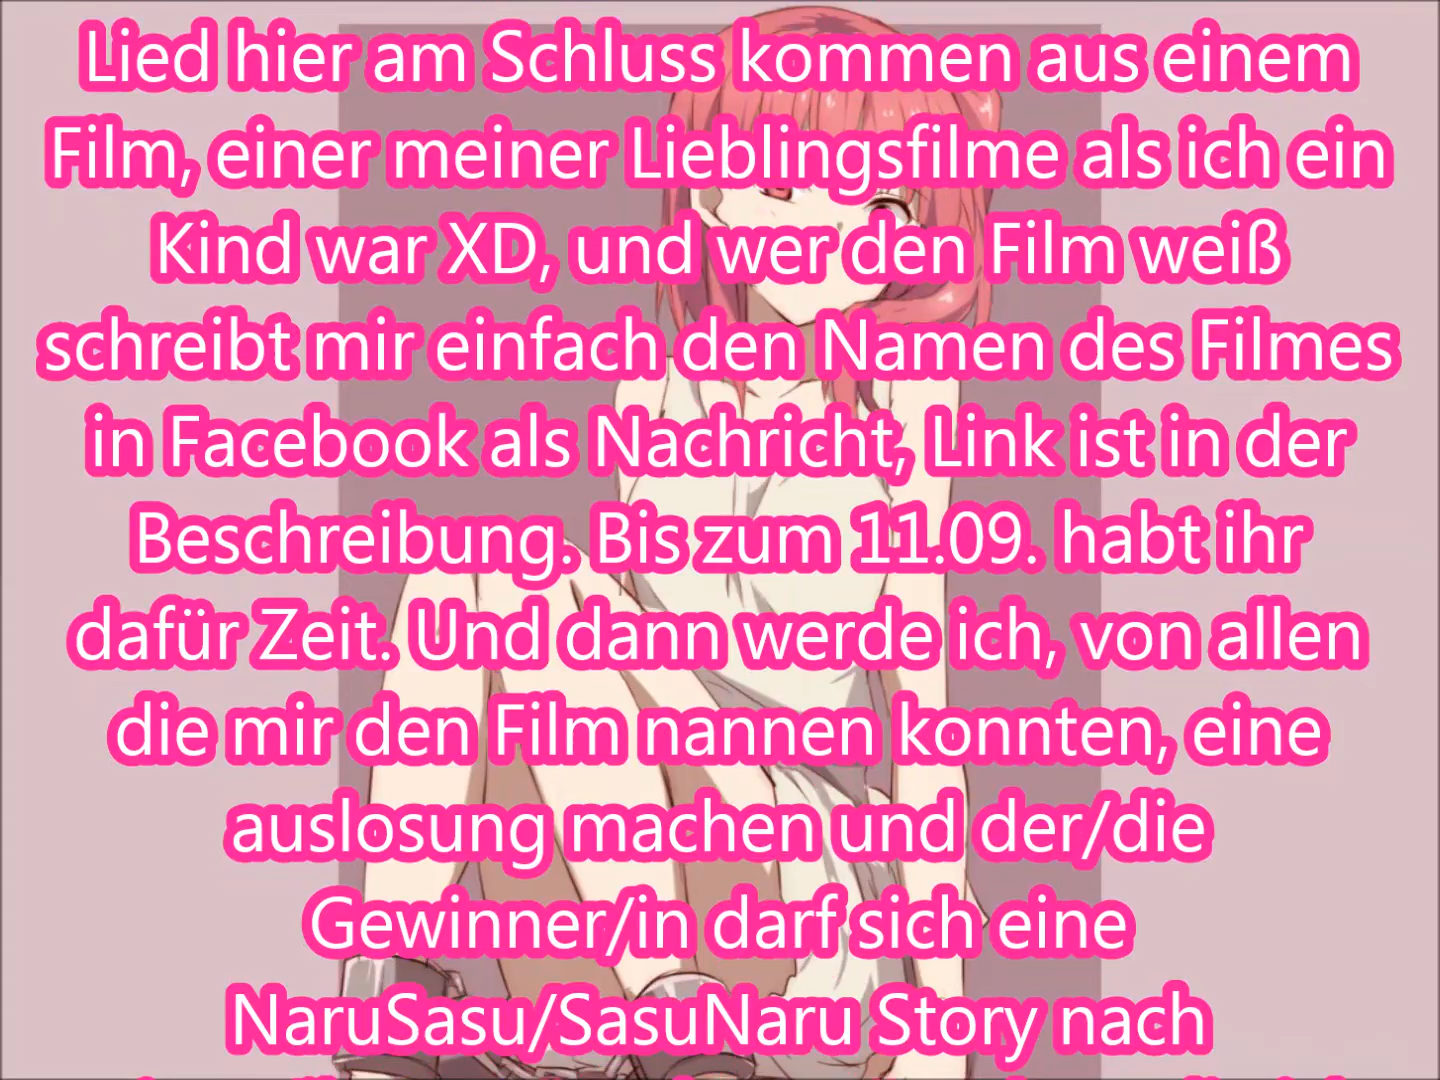 Lied hier am Schluss kommen aus einem
Film, einer meiner Lieblingsfilme als ich ein
Kind war XD, und wer den Film weiß
schreibt mir einfach den Namen des Filmes
in Facebook als Nachricht, Link ist in der
Beschreibung. Bis zum 11.09. habt ihr
dafür Zeit. Und dann werde ich, von allen
die mir den Film nannen konnten, eine
auslosung machen und der/die
Gewinner/in darf sich eine
NaruSasu/SasuNaru Story nach